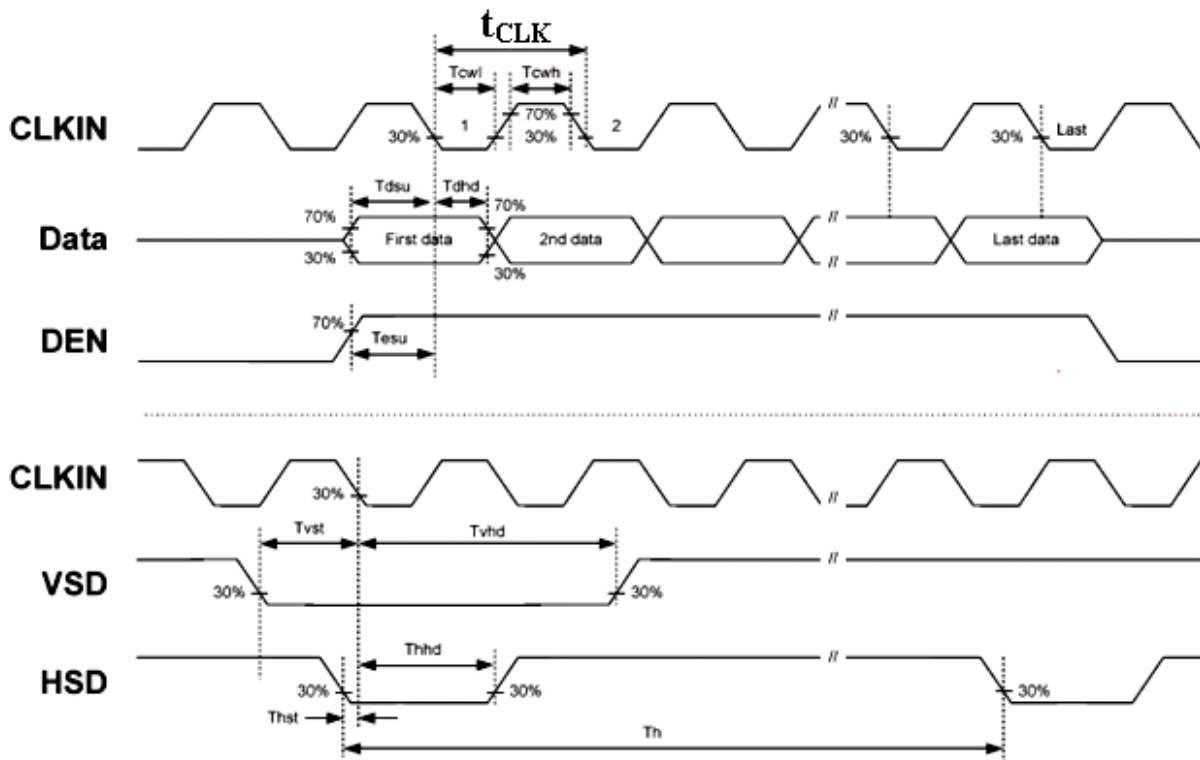 tCLK
Tcwl Tcwh
CLKIN
30% 1 70% 30% 2 30% 30% Last
Tdsu Tdhd
70% 70%
Data
First data 2nd data Last data
30% 30%
DEN
70%
Tesu
CLKIN
30%
Tvst Tvhd
VSD
30% 30%
Thhd
HSD
30% 30% 30%
Thst
Th
//
//
//
//
//
//